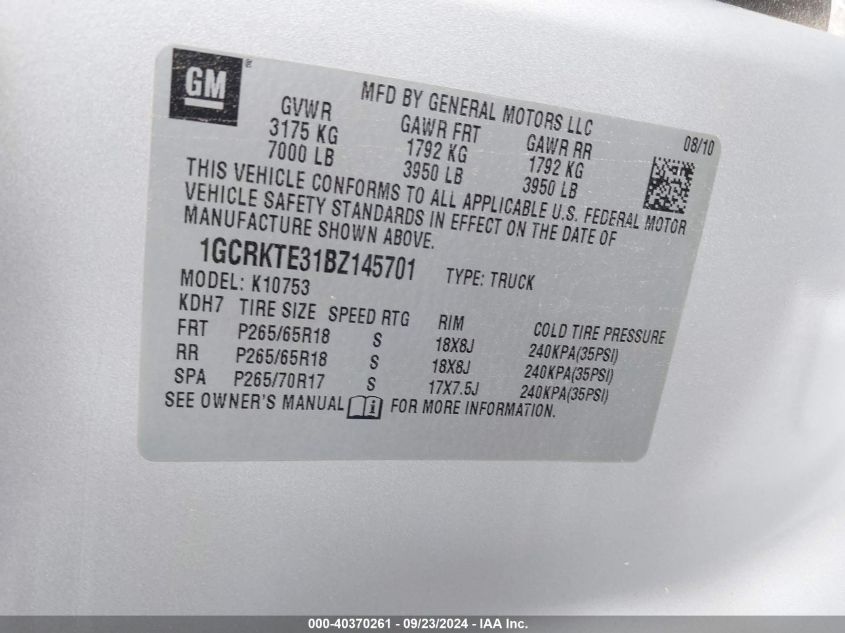 GM ®
MFD BY GENERAL MOTORS LLC
GVWR GAWR FRT GAWR RR 08/10
3175 KG 1792 KG 1792 KG
7000 LB 3950 LB 3950 LB
THIS VEHICLE CONFORMS TO ALL APPLICABLE U.S. FEDERAL MOTOR
VEHICLE SAFETY STANDARDS IN EFFECT ON THE DATE OF
MANUFACTURE SHOWN ABOVE.
1GCRKTE31BZ145701 TYPE: TRUCK
MODEL: K10753
KDH7 TIRE SIZE SPEED RTG RIM COLD TIRE PRESSURE
FRT P265/65R18 S 18X8J 240KPA(35PSI)
RR P265/65R18 S 18X8J 240KPA(35PSI)
SPA P265/70R17 S 17X7.5J 240KPA(35PSI)
SEE OWNER'S MANUAL i FOR MORE INFORMATION.
000-40370261 - 09/23/2024 - IAA Inc.